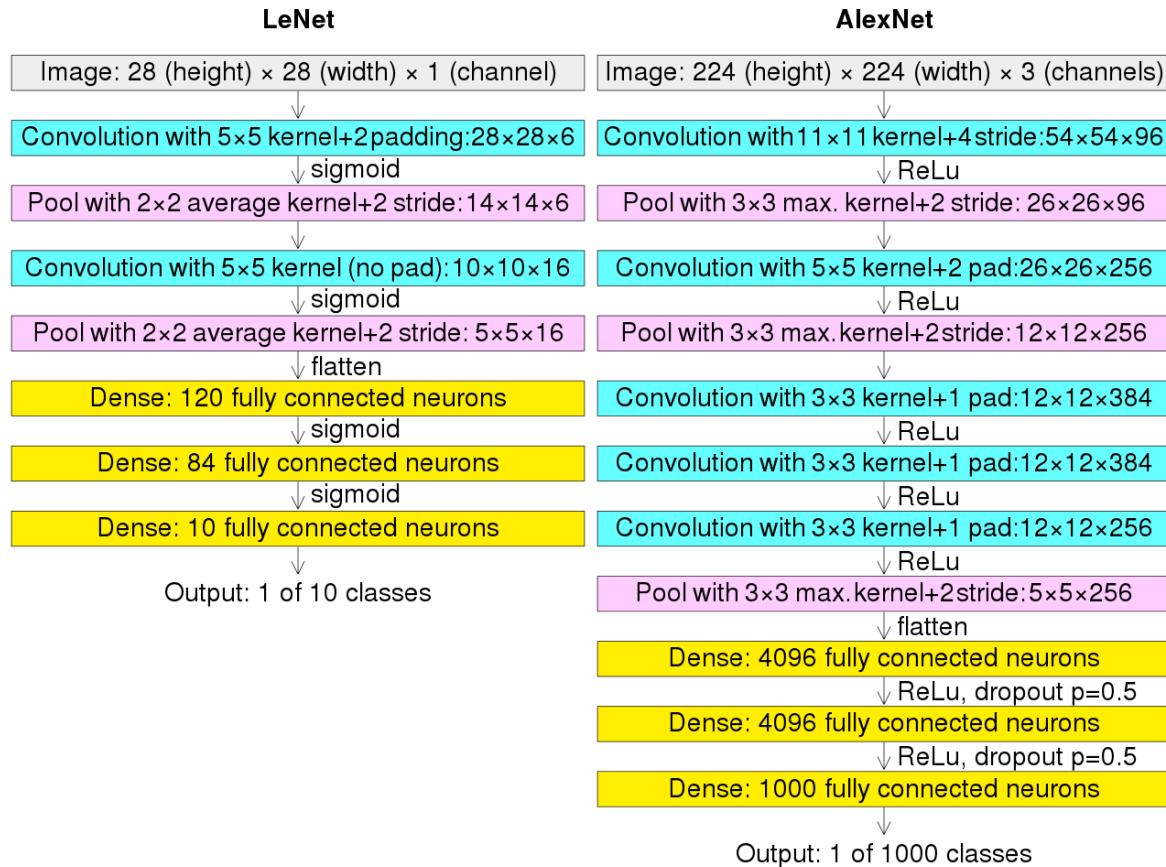 LeNet
Image: 28 (height) × 28 (width) × 1 (channel)
Convolution with 5×5 kernel+2 padding:28×28×6
sigmoid
Pool with 2×2 average kernel+2 stride:14×14×6
Convolution with 5×5 kernel (no pad):10×10×16
sigmoid
Pool with 2×2 average kernel+2 stride: 5×5×16
flatten
Dense: 120 fully connected neurons
sigmoid
Dense: 84 fully connected neurons
sigmoid
Dense: 10 fully connected neurons
Output: 1 of 10 classes
AlexNet
Image: 224 (height) × 224 (width) × 3 (channels)
Convolution with 11×11 kernel+4 stride:54×54×96
ReLu
Pool with 3×3 max. kernel+2 stride: 26×26×96
Convolution with 5×5 kernel+2 pad:26×26×256
ReLu
Pool with 3×3 max.kernel+2stride:12×12×256
Convolution with 3×3 kernel+1 pad:12×12×384
ReLu
Convolution with 3×3 kernel+1 pad:12×12×384
ReLu
Convolution with 3×3 kernel+1 pad:12×12×256
ReLu
Pool with 3×3 max.kernel+2stride:5×5×256
flatten
Dense: 4096 fully connected neurons
ReLu, dropout p=0.5
Dense: 4096 fully connected neurons
ReLu, dropout p=0.5
Dense: 1000 fully connected neurons
Output: 1 of 1000 classes